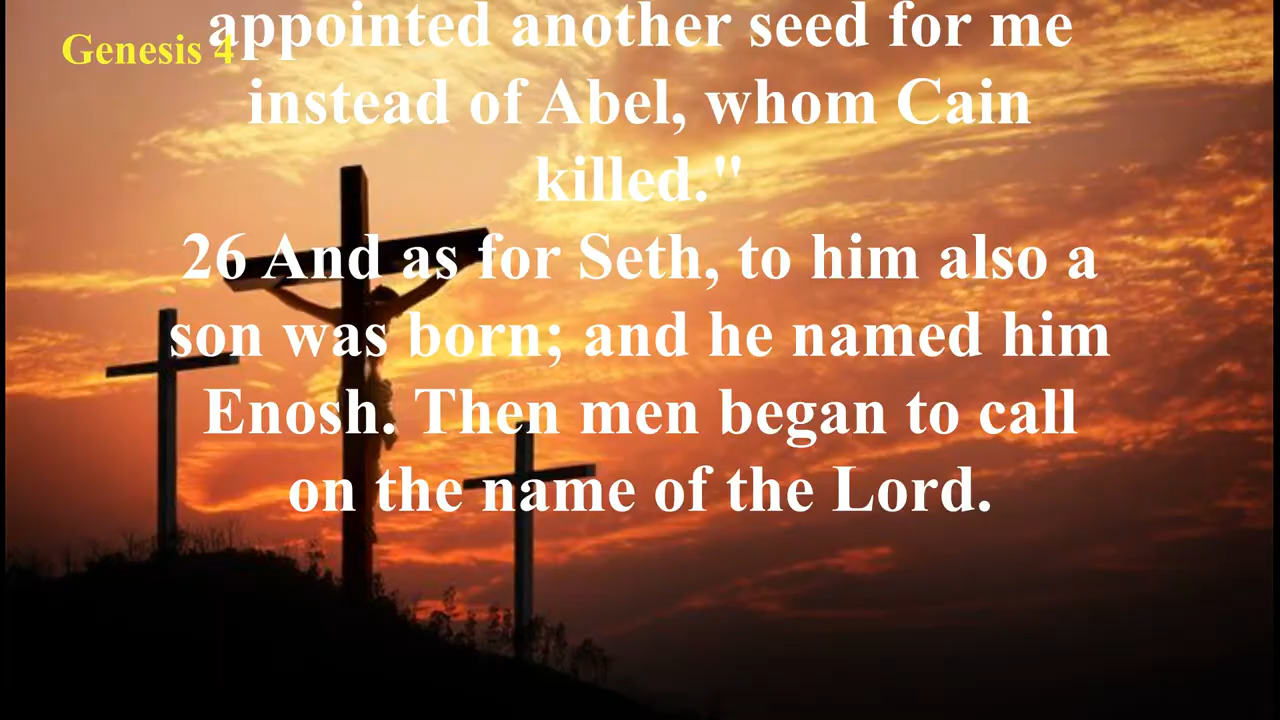 Genesis 4
appointed another seed for me
instead of Abel, whom Cain
killed."
26 And as for Seth, to him also a
son was born; and he named him
Enosh. Then men began to call
on the name of the Lord.